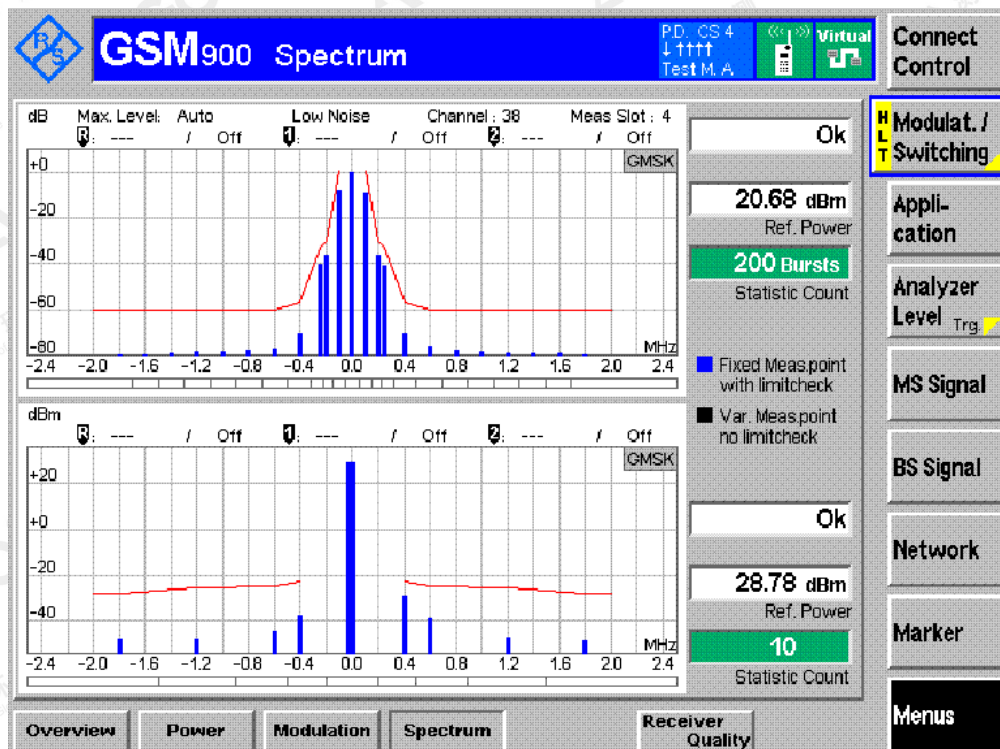 R&S
GSM900 Spectrum
P.D. CS 4
↓ ↑↑↑↑
Test M. A
Virtual
Connect Control
dB Max. Level: Auto Low Noise Channel : 38 Meas Slot : 4
R: --- / Off 1: --- / Off 2: --- / Off
GMSK
+0
-20
-40
-60
-80
MHz
-2.4 -2.0 -1.6 -1.2 -0.8 -0.4 0.0 0.4 0.8 1.2 1.6 2.0 2.4
Ok
20.68 dBm
Ref. Power
200 Bursts
Statistic Count
Fixed Meas.point
with limitcheck
Var. Meas.point
no limitcheck
dBm
R: --- / Off 1: --- / Off 2: --- / Off
GMSK
+20
+0
-20
-40
MHz
-2.4 -2.0 -1.6 -1.2 -0.8 -0.4 0.0 0.4 0.8 1.2 1.6 2.0 2.4
Ok
28.78 dBm
Ref. Power
10
Statistic Count
HLT
Modulat. /
Switching
Appli-
cation
Analyzer
Level Trg.
MS Signal
BS Signal
Network
Marker
Menus
Overview Power Modulation Spectrum Receiver
Quality